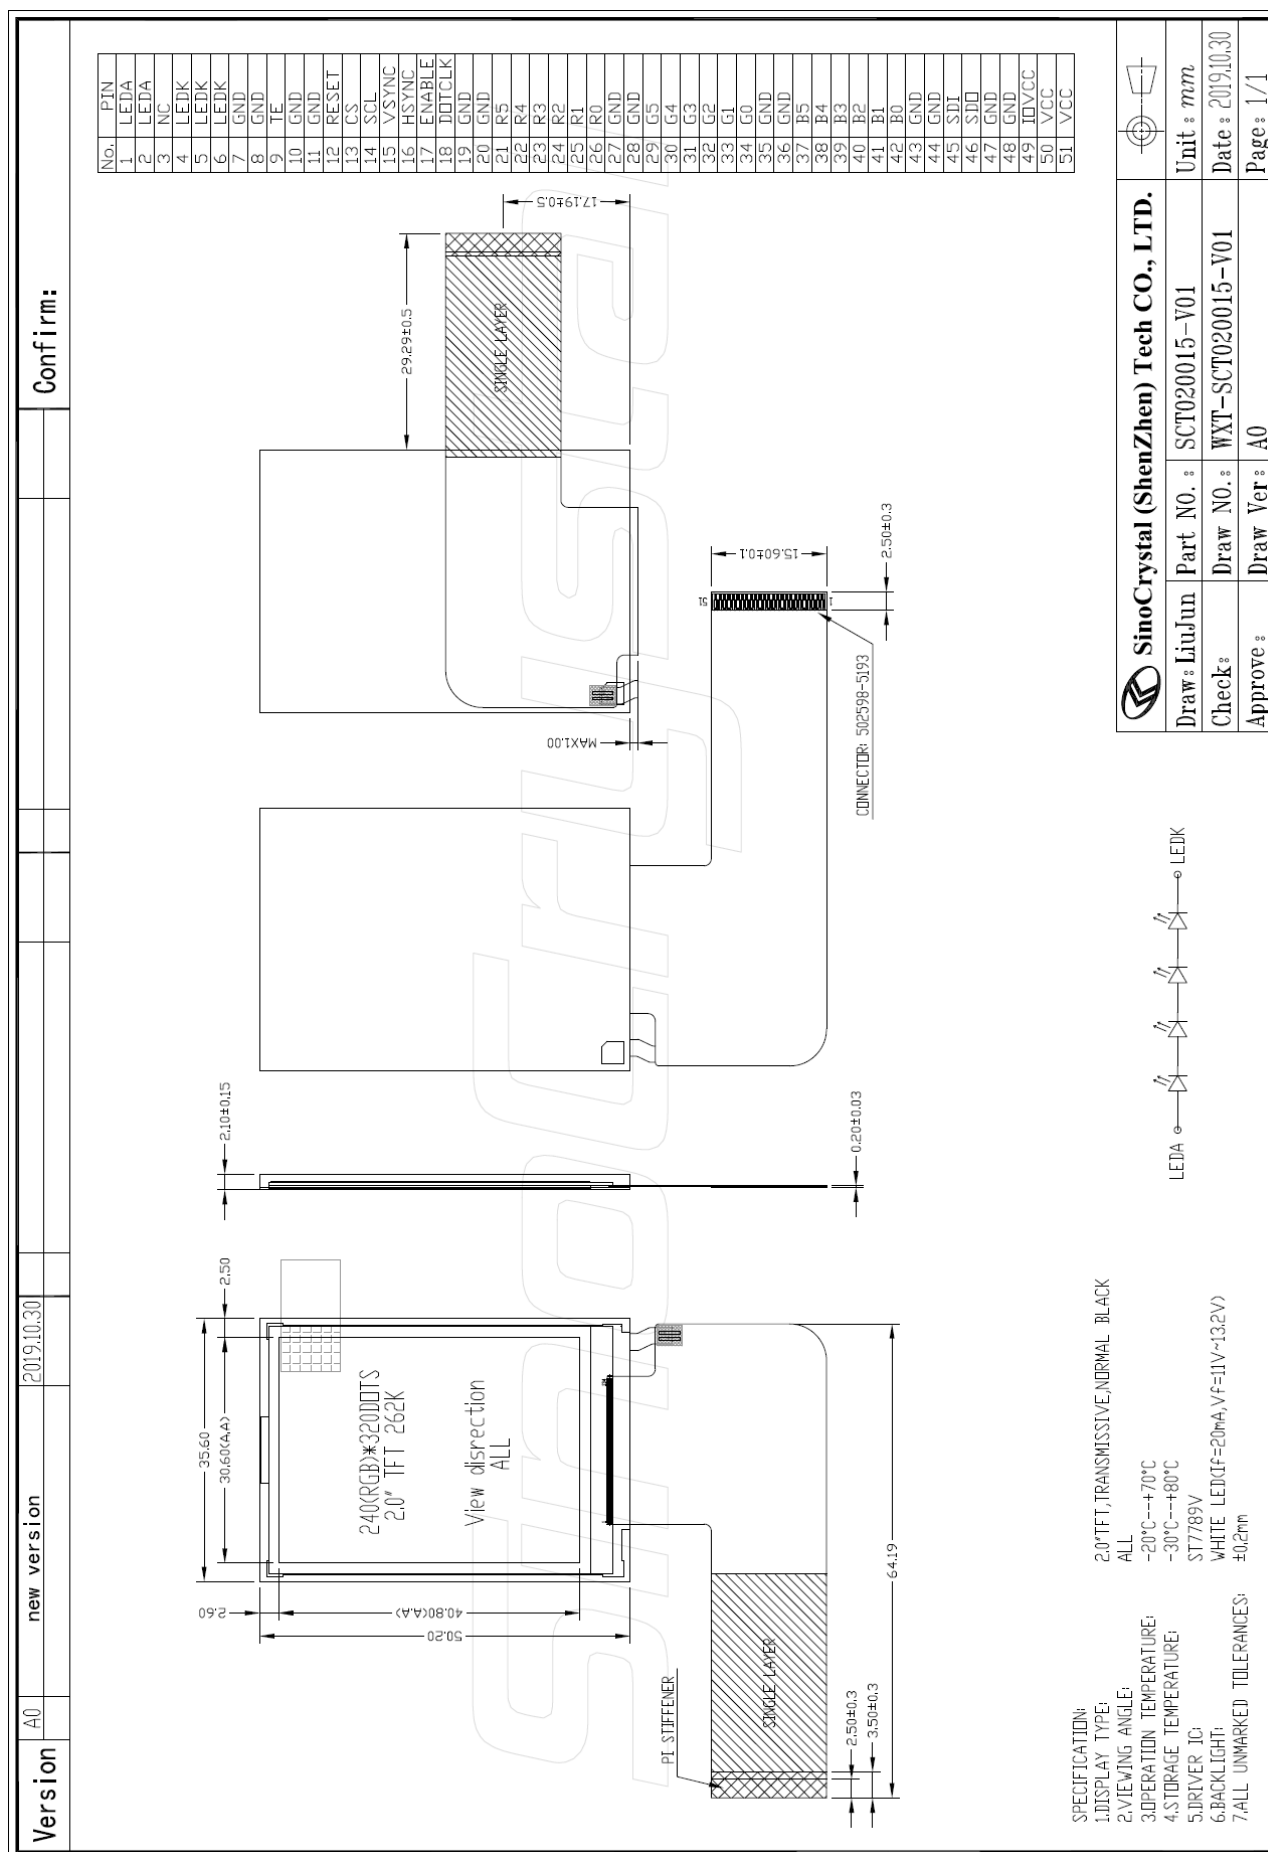 Version
A0
new version
2019.10.30
Confirm:
No. PIN
1 LEDA
2 LEDA
3 NC
4 LEDK
5 LEDK
6 LEDK
7 GND
8 GND
9 TE
10 GND
11 GND
12 RESET
13 CS
14 SCL
15 VSYNC
16 HSYNC
17 ENABLE
18 DOTCLK
19 GND
20 GND
21 R5
22 R4
23 R3
24 R2
25 R1
26 R0
27 GND
28 GND
29 G5
30 G4
31 G3
32 G2
33 G1
34 G0
35 GND
36 GND
37 B5
38 B4
39 B3
40 B2
41 B1
42 B0
43 GND
44 GND
45 SDI
46 SDO
47 GND
48 GND
49 IOVCC
50 VCC
51 VCC
35.60
30.60(A.A)
2.50
2.60
40.80(A.A)
50.20
240(RGB)*320DOTS
2.0" TFT 262K
View disrection
ALL
PI STIFFENER
SINGLE LAYER
2.50±0.3
3.50±0.3
64.19
2.10±0.15
0.20±0.03
MAX1.00
CONNECTOR: 502598-5193
51
1
15.60±0.1
2.50±0.3
29.29±0.5
SINGLE LAYER
17.19±0.5
SinoCrystal
SPECIFICATION:
1.DISPLAY TYPE: 2.0"TFT,TRANSMISSIVE,NORMAL BLACK
2.VIEWING ANGLE: ALL
3.OPERATION TEMPERATURE: -20°C--+70°C
4.STORAGE TEMPERATURE: -30°C--+80°C
5.DRIVER IC: ST7789V
6.BACKLIGHT: WHITE LED(If=20mA,Vf=11V~13.2V)
7.ALL UNMARKED TOLERANCES: ±0.2mm
LEDA
LEDK
SinoCrystal (ShenZhen) Tech CO., LTD.
Draw: LiuJun Part NO.: SCT020015-V01 Unit: mm
Check: Draw NO.: WXT-SCT020015-V01 Date: 2019.10.30
Approve: Draw Ver: A0 Page: 1/1